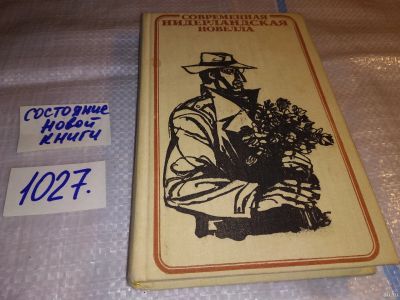 СОВРЕМЕННАЯ
НИДЕРЛАНДСКАЯ
НОВЕЛЛА
СОСТОЯНИЕ
НОВОЙ
КНИГИ
1027.